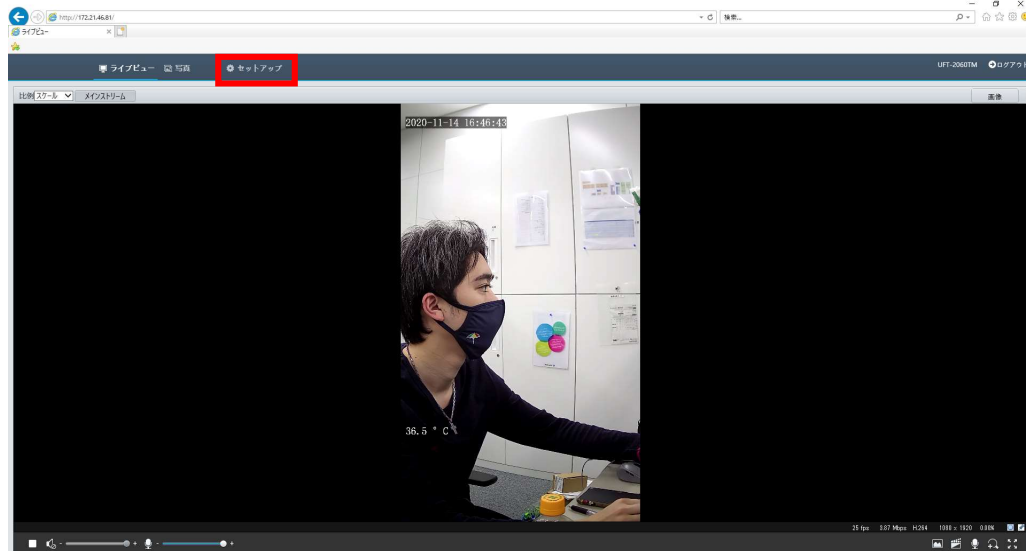 http://172.21.46.81/
検索...
ライブビュー
ライブビュー 写真 セットアップ
UFT-2060TM ログアウト
比例 スケール メインストリーム 画像
2020-11-14 16:46:43
36.5 ° C
25 fps 3.87 Mbps H.264 1080 x 1920 0.00%